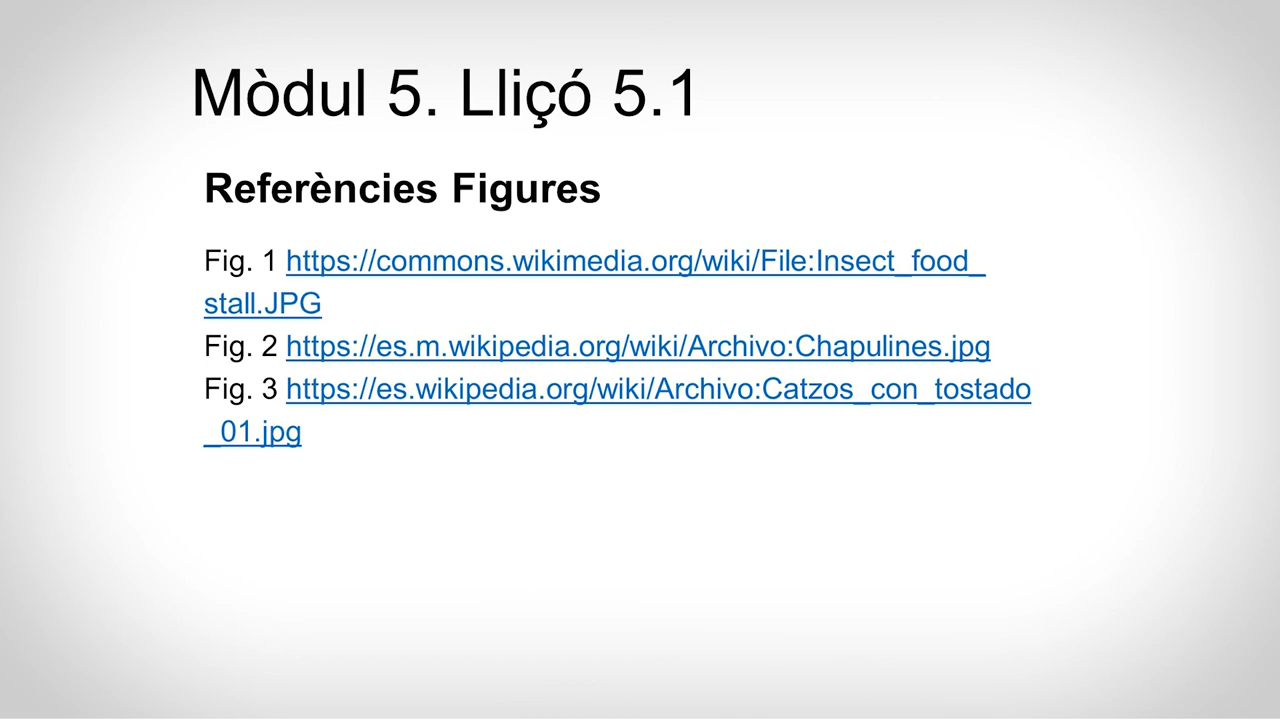 Mòdul 5. Lliçó 5.1
Referències Figures
Fig. 1 https://commons.wikimedia.org/wiki/File:Insect_food_
stall.JPG
Fig. 2 https://es.m.wikipedia.org/wiki/Archivo:Chapulines.jpg
Fig. 3 https://es.wikipedia.org/wiki/Archivo:Catzos_con_tostado
_01.jpg